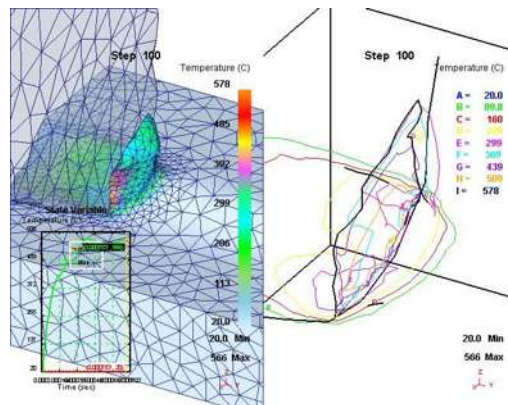 Step 100
Temperature (C)
578
485
392
299
206
113
20.0
State Variable
Temperature (C)
Time (sec)
20.0 Min
566 Max
Z
X Y
Step 100
Temperature (C)
A = 20.0
B = 89.8
C = 160
E = 299
F = 369
G = 439
H = 509
I = 578
20.0 Min
566 Max
Z
X Y